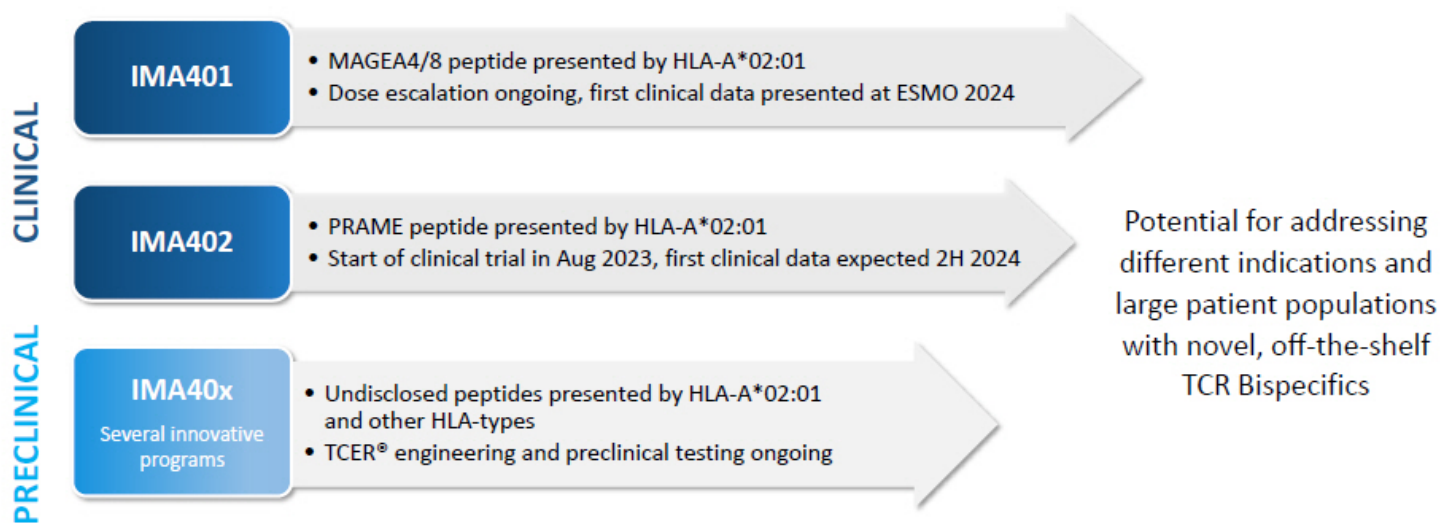 CLINICAL
IMA401
• MAGEA4/8 peptide presented by HLA-A*02:01
• Dose escalation ongoing, first clinical data presented at ESMO 2024
IMA402
• PRAME peptide presented by HLA-A*02:01
• Start of clinical trial in Aug 2023, first clinical data expected 2H 2024
PRECLINICAL
IMA40x
Several innovative
programs
• Undisclosed peptides presented by HLA-A*02:01
and other HLA-types
• TCER® engineering and preclinical testing ongoing
Potential for addressing
different indications and
large patient populations
with novel, off-the-shelf
TCR Bispecifics